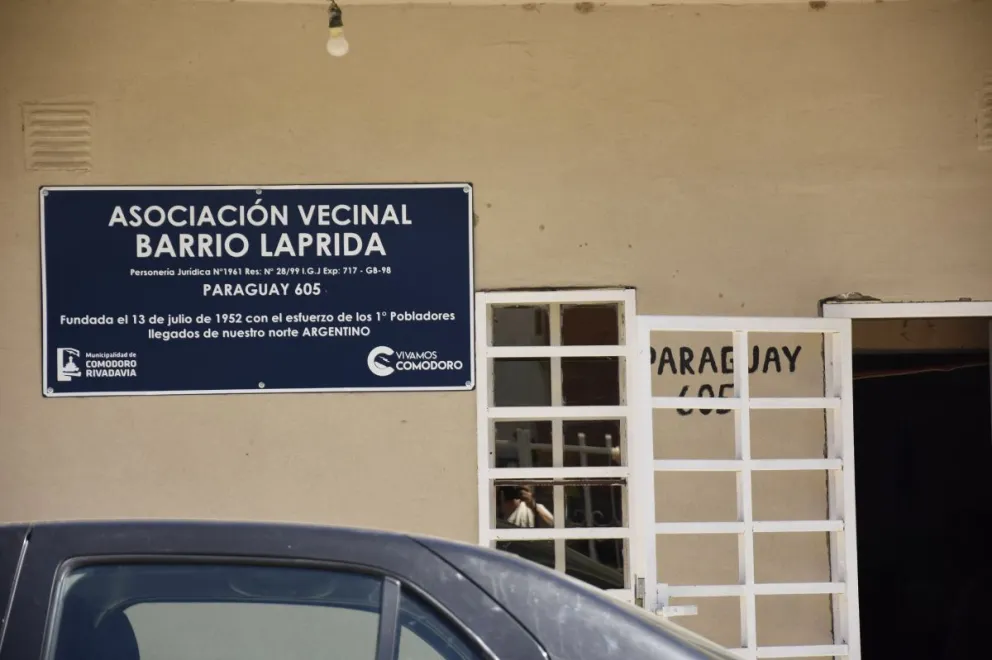 ASOCIACIÓN VECINAL
BARRIO LAPRIDA
Personería Jurídica N°1961 Res: N° 28/99 I.G.J Exp: 717 - GB-98
PARAGUAY 605
Fundada el 13 de julio de 1952 con el esfuerzo de los 1° Pobladores
llegados de nuestro norte ARGENTINO
Municipalidad de
COMODORO
RIVADAVIA
VIVAMOS
COMODORO
PARAGUAY
605